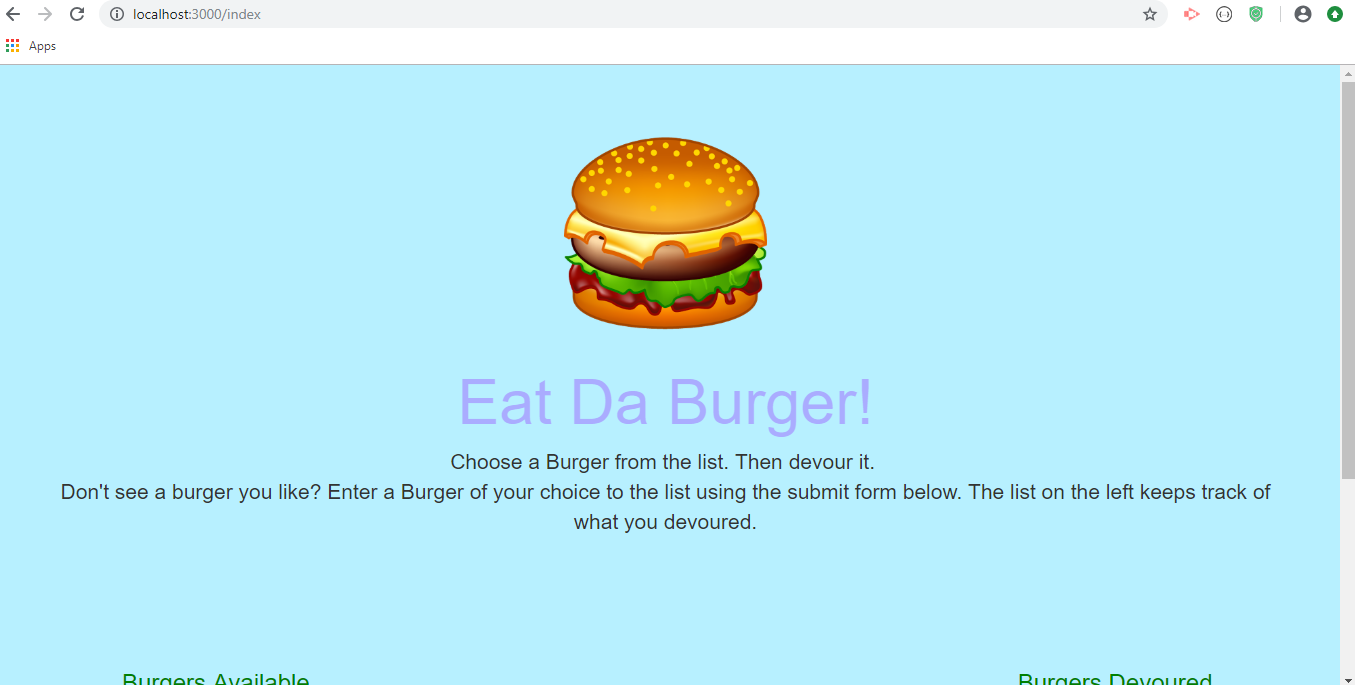 localhost:3000/index
Apps
Eat Da Burger!
Choose a Burger from the list. Then devour it.
Don't see a burger you like? Enter a Burger of your choice to the list using the submit form below. The list on the left keeps track of
what you devoured.
Burgers Available
Burgers Devoured